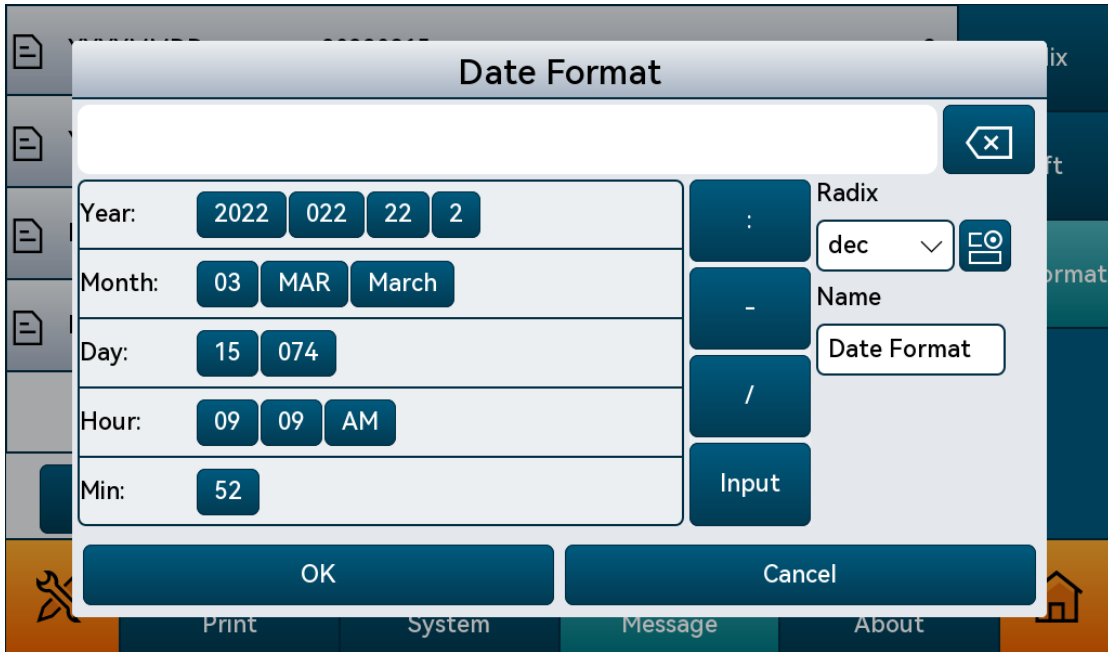 Date Format
Year: 2022 022 22 2
Month: 03 MAR March
Day: 15 074
Hour: 09 09 AM
Min: 52
:
-
/
Input
Radix
dec
Name
Date Format
OK Cancel
Print System Message About